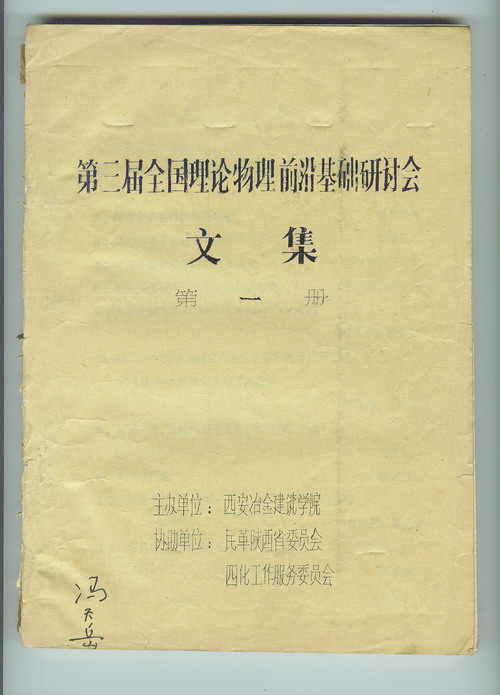 第三届全国理论物理前沿基础研讨会
文集
第一册
主办单位：西安冶金建筑学院
协助单位：民革陕西省委员会
四化工作服务委员会
冯天岳